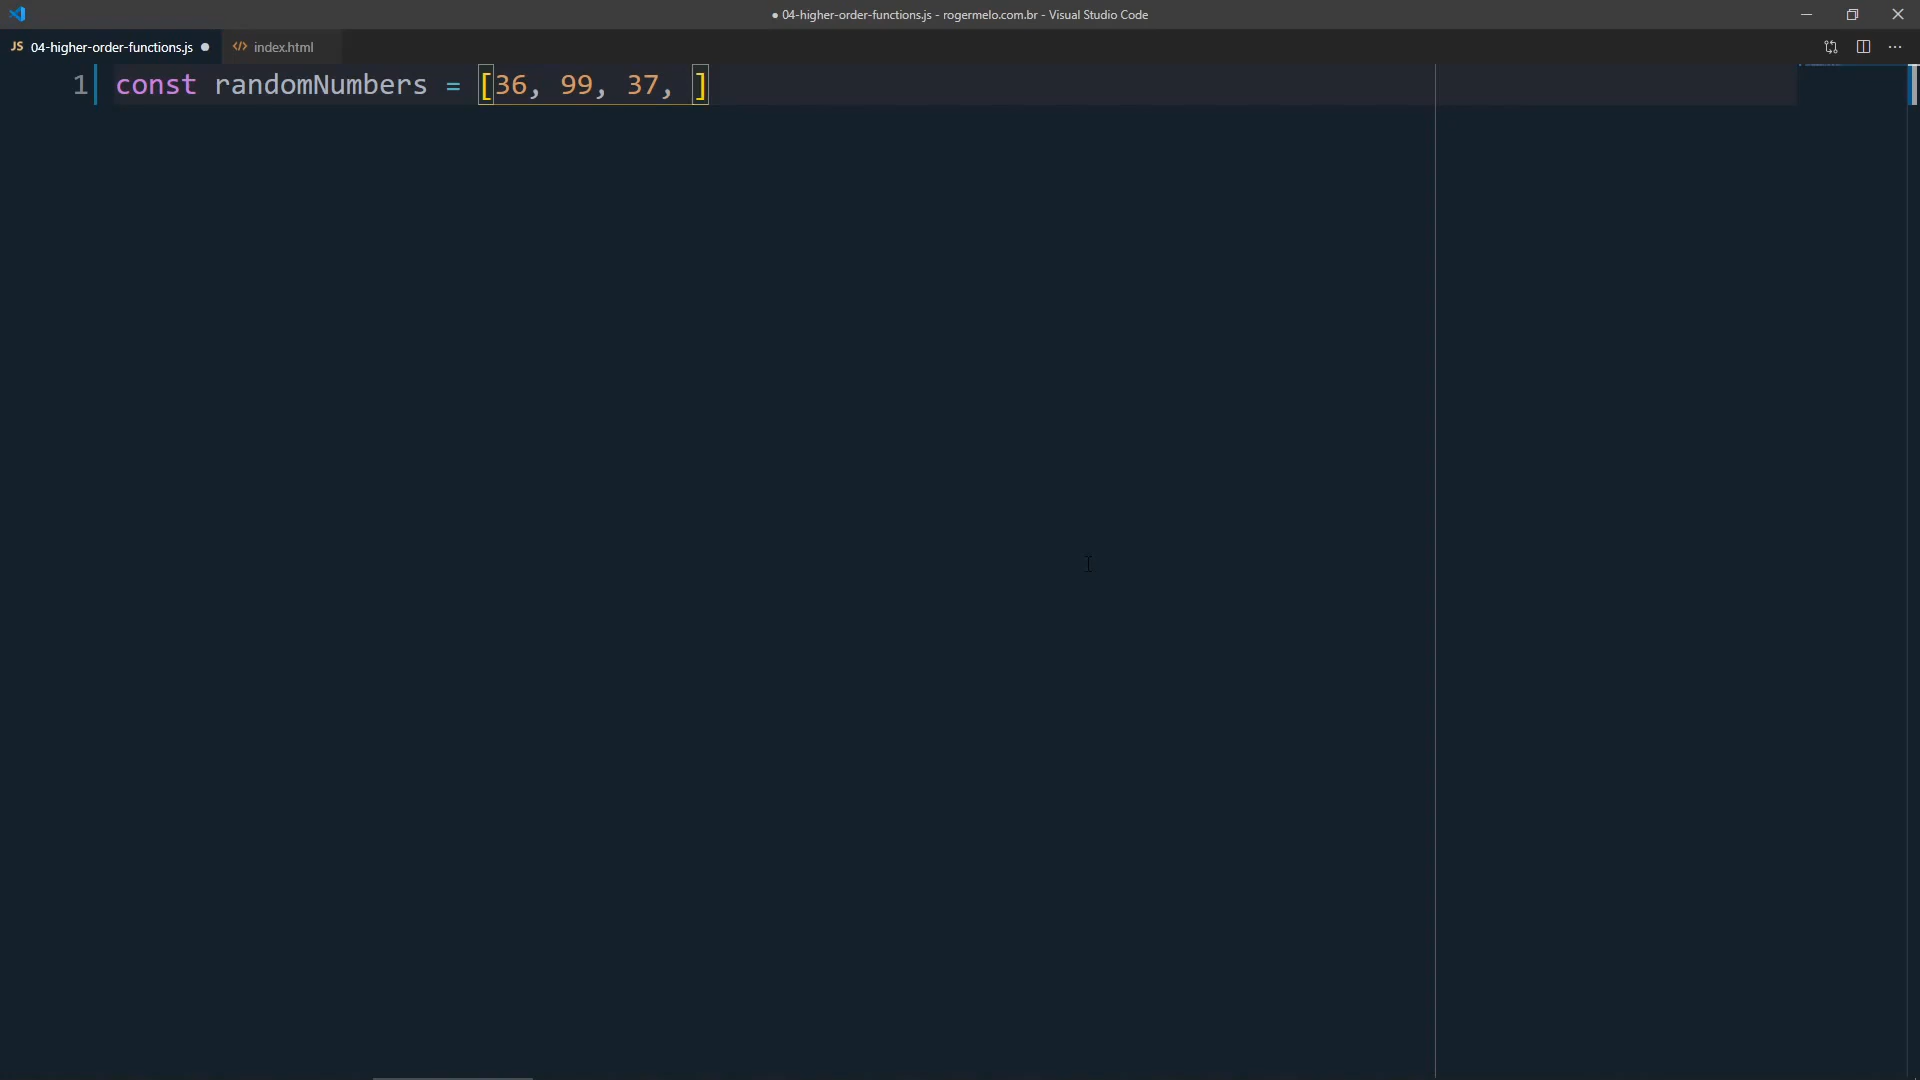 ● 04-higher-order-functions.js - rogermelo.com.br - Visual Studio Code
JS 04-higher-order-functions.js ● </> index.html
1 const randomNumbers = [36, 99, 37, ]